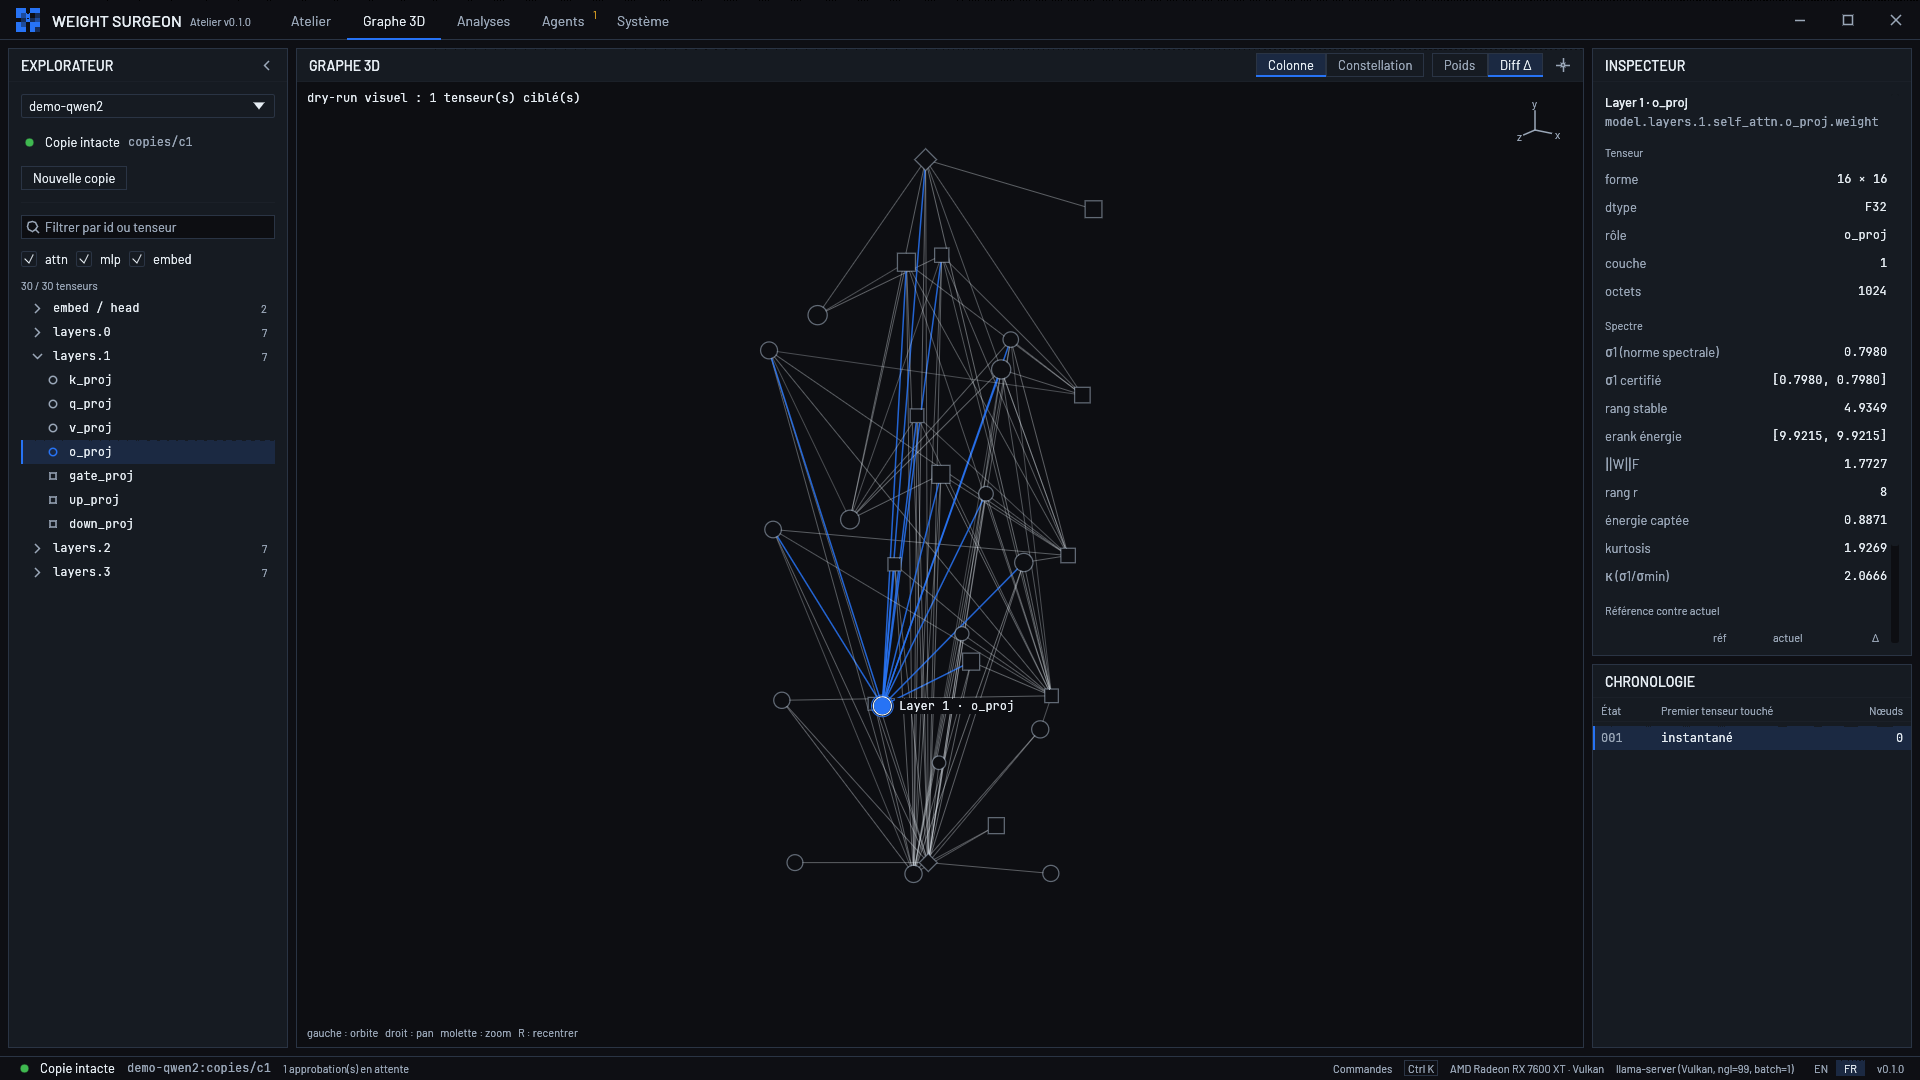 WEIGHT SURGEON Atelier v0.1.0 Atelier Graphe 3D Analyses Agents 1 Système
EXPLORATEUR
demo-qwen2
Copie intacte copies/c1
Nouvelle copie
Filtrer par id ou tenseur
attn mlp embed
30 / 30 tenseurs
embed / head 2
layers.0 7
layers.1 7
k_proj
q_proj
v_proj
o_proj
gate_proj
up_proj
down_proj
layers.2 7
layers.3 7
GRAPHE 3D Colonne Constellation Poids Diff Δ
dry-run visuel : 1 tenseur(s) ciblé(s)
y
z x
Layer 1 · o_proj
gauche : orbite droit : pan molette : zoom R : recentrer
INSPECTEUR
Layer 1 · o_proj
model.layers.1.self_attn.o_proj.weight
Tenseur
forme 16 × 16
dtype F32
rôle o_proj
couche 1
octets 1024
Spectre
σ1 (norme spectrale) 0.7980
σ1 certifié [0.7980, 0.7980]
rang stable 4.9349
erank énergie [9.9215, 9.9215]
||W||F 1.7727
rang r 8
énergie captée 0.8871
kurtosis 1.9269
κ (σ1/σmin) 2.0666
Référence contre actuel
réf actuel Δ
CHRONOLOGIE
État Premier tenseur touché Nœuds
001 instantané 0
Copie intacte demo-qwen2:copies/c1 1 approbation(s) en attente Commandes Ctrl K AMD Radeon RX 7600 XT · Vulkan llama-server (Vulkan, ngl=99, batch=1) EN FR v0.1.0